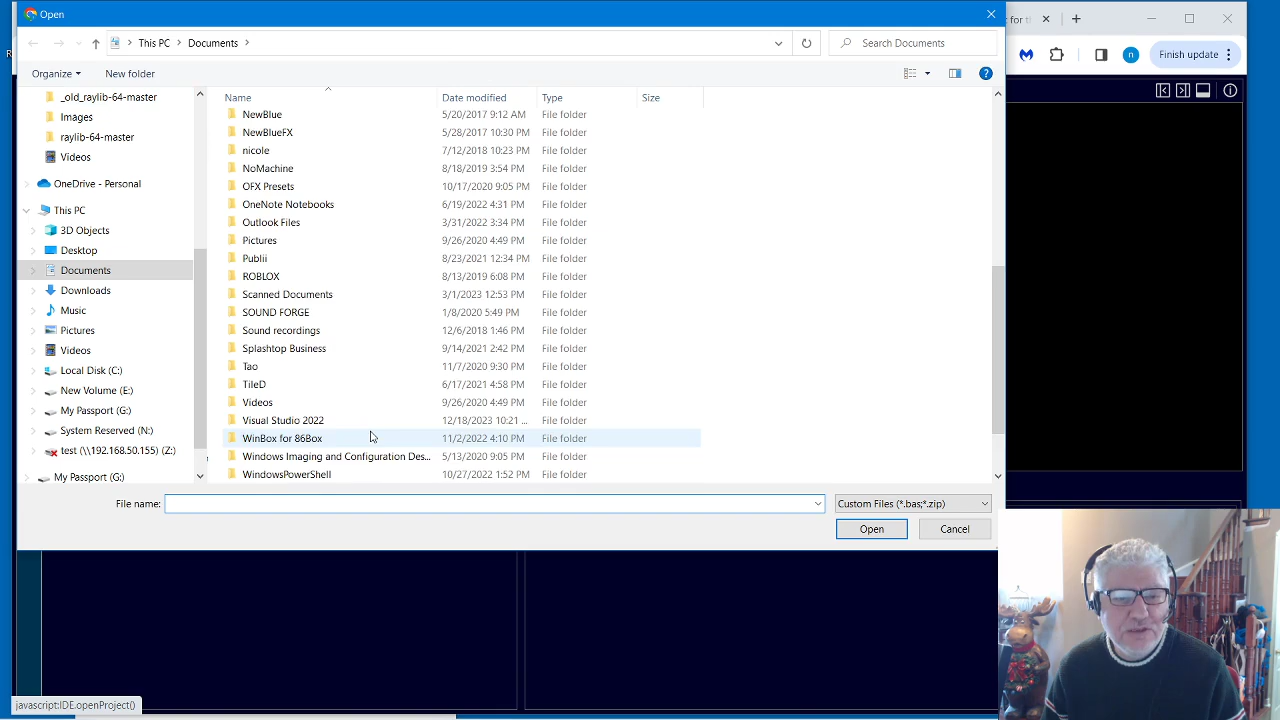 Open
for th
Finish update
n
This PC
Documents
Search Documents
Organize
New folder
Name
Date modified
Type
Size
_old_raylib-64-master
Images
raylib-64-master
Videos
OneDrive - Personal
This PC
3D Objects
Desktop
Documents
Downloads
Music
Pictures
Videos
Local Disk (C:)
New Volume (E:)
My Passport (G:)
System Reserved (N:)
test (\\192.168.50.155) (Z:)
My Passport (G:)
NewBlue 5/20/2017 9:12 AM File folder
NewBlueFX 5/28/2017 10:30 PM File folder
nicole 7/12/2018 10:23 PM File folder
NoMachine 8/18/2019 3:54 PM File folder
OFX Presets 10/17/2020 9:05 PM File folder
OneNote Notebooks 6/19/2022 4:31 PM File folder
Outlook Files 3/31/2022 3:34 PM File folder
Pictures 9/26/2020 4:49 PM File folder
Publii 8/23/2021 12:34 PM File folder
ROBLOX 8/13/2019 6:08 PM File folder
Scanned Documents 3/1/2023 12:53 PM File folder
SOUND FORGE 1/8/2020 5:49 PM File folder
Sound recordings 12/6/2018 1:46 PM File folder
Splashtop Business 9/14/2021 2:42 PM File folder
Tao 11/7/2020 9:30 PM File folder
TileD 6/17/2021 4:58 PM File folder
Videos 9/26/2020 4:49 PM File folder
Visual Studio 2022 12/18/2023 10:21 ... File folder
WinBox for 86Box 11/2/2022 4:10 PM File folder
Windows Imaging and Configuration Des... 5/13/2020 9:05 PM File folder
WindowsPowerShell 10/27/2022 1:52 PM File folder
File name:
Custom Files (*.bas;*.zip)
Open
Cancel
javascript:IDE.openProject()